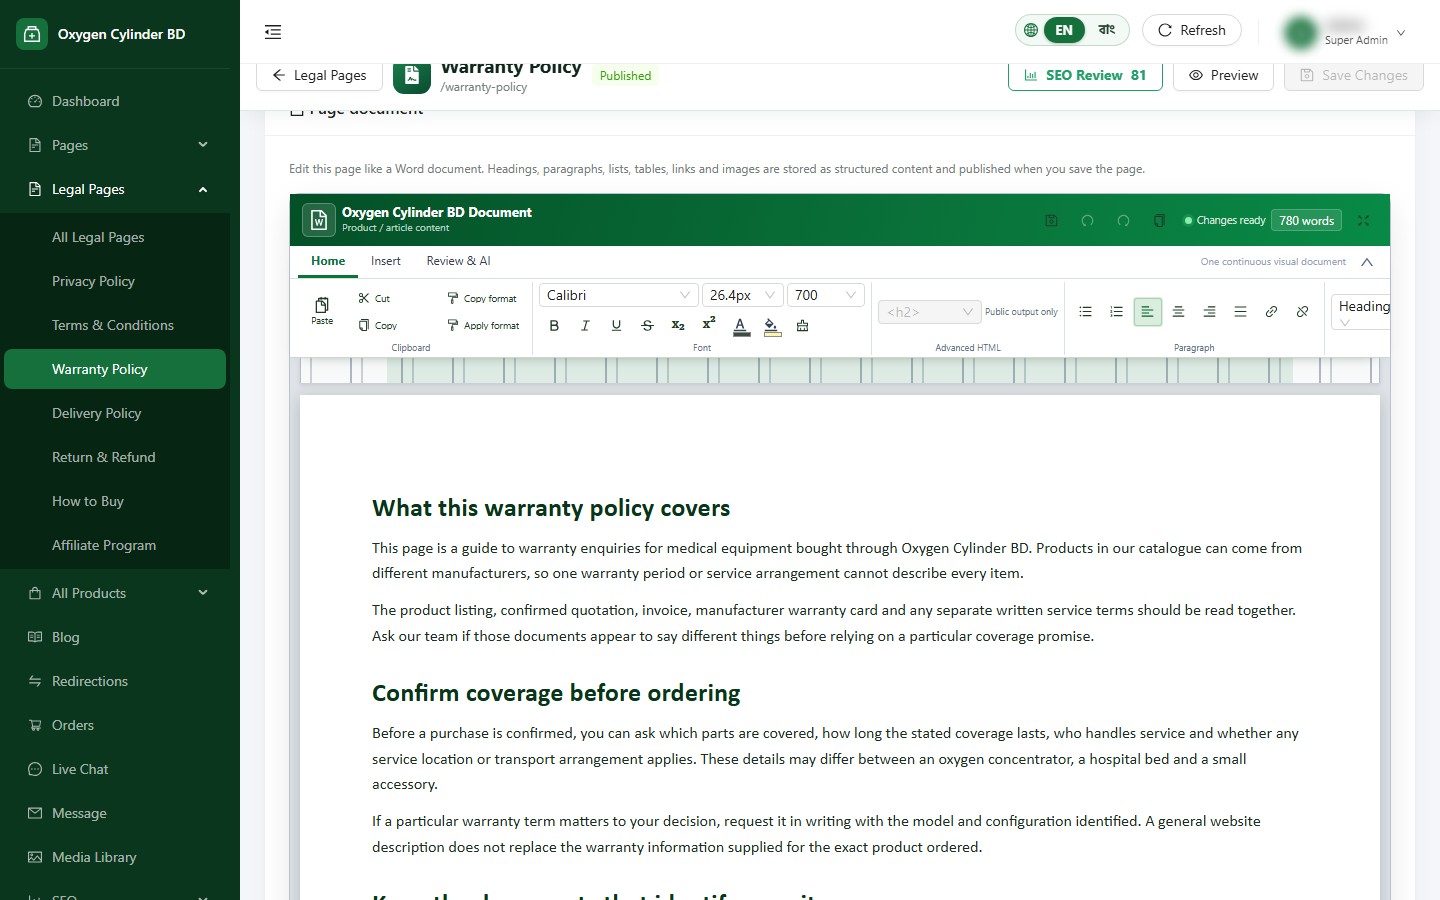 Oxygen Cylinder BD
EN
বাং
Refresh
Super Admin
Legal Pages
Warranty Policy
Published
/warranty-policy
SEO Review 81
Preview
Save Changes
Dashboard
Pages
Legal Pages
All Legal Pages
Privacy Policy
Terms & Conditions
Warranty Policy
Delivery Policy
Return & Refund
How to Buy
Affiliate Program
All Products
Blog
Redirections
Orders
Live Chat
Message
Media Library
SEO
Page document
Edit this page like a Word document. Headings, paragraphs, lists, tables, links and images are stored as structured content and published when you save the page.
Oxygen Cylinder BD Document
Product / article content
Changes ready
780 words
Home
Insert
Review & AI
One continuous visual document
Paste
Cut
Copy
Copy format
Apply format
Clipboard
Calibri
26.4px
700
B I U S x₂ x² A
Font
<h2>
Public output only
Advanced HTML
Paragraph
Heading
What this warranty policy covers
This page is a guide to warranty enquiries for medical equipment bought through Oxygen Cylinder BD. Products in our catalogue can come from
different manufacturers, so one warranty period or service arrangement cannot describe every item.
The product listing, confirmed quotation, invoice, manufacturer warranty card and any separate written service terms should be read together.
Ask our team if those documents appear to say different things before relying on a particular coverage promise.
Confirm coverage before ordering
Before a purchase is confirmed, you can ask which parts are covered, how long the stated coverage lasts, who handles service and whether any
service location or transport arrangement applies. These details may differ between an oxygen concentrator, a hospital bed and a small
accessory.
If a particular warranty term matters to your decision, request it in writing with the model and configuration identified. A general website
description does not replace the warranty information supplied for the exact product ordered.